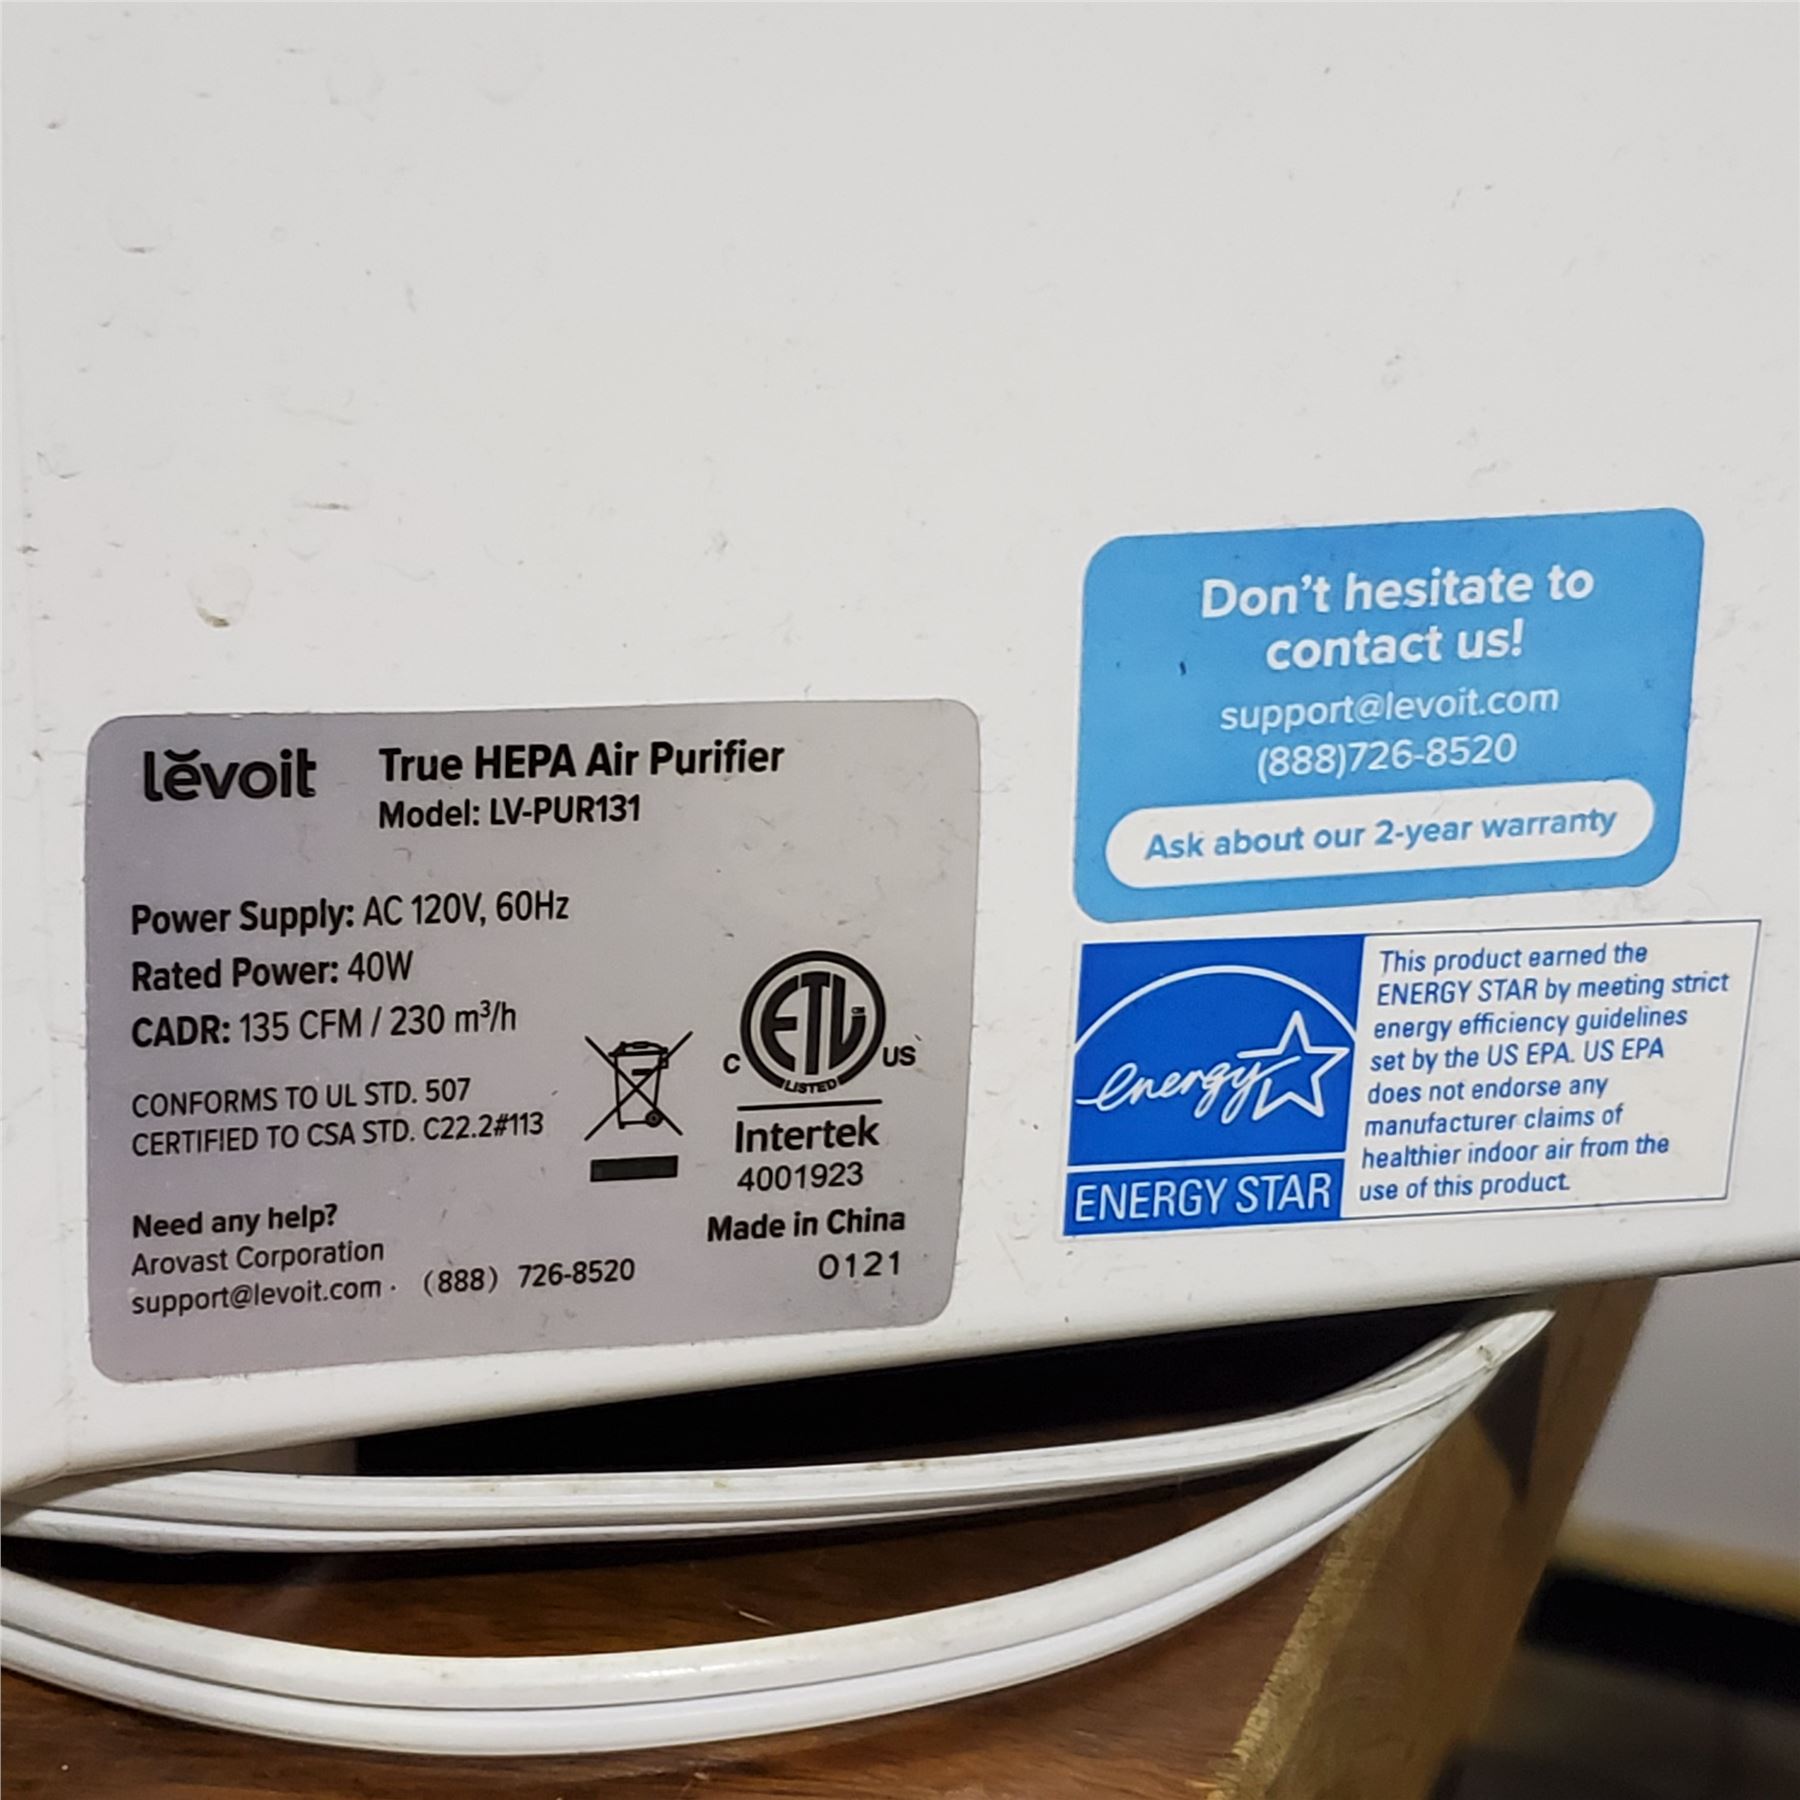 lĕvoit True HEPA Air Purifier
Model: LV-PUR131
Power Supply: AC 120V, 60Hz
Rated Power: 40W
CADR: 135 CFM / 230 m³/h
CONFORMS TO UL STD. 507
CERTIFIED TO CSA STD. C22.2#113
C ETL US
LISTED
Intertek
4001923
Need any help?
Arovast Corporation
support@levoit.com · (888) 726-8520
Made in China
0121
Don't hesitate to
contact us!
support@levoit.com
(888)726-8520
Ask about our 2-year warranty
energy
ENERGY STAR
This product earned the
ENERGY STAR by meeting strict
energy efficiency guidelines
set by the US EPA. US EPA
does not endorse any
manufacturer claims of
healthier indoor air from the
use of this product.